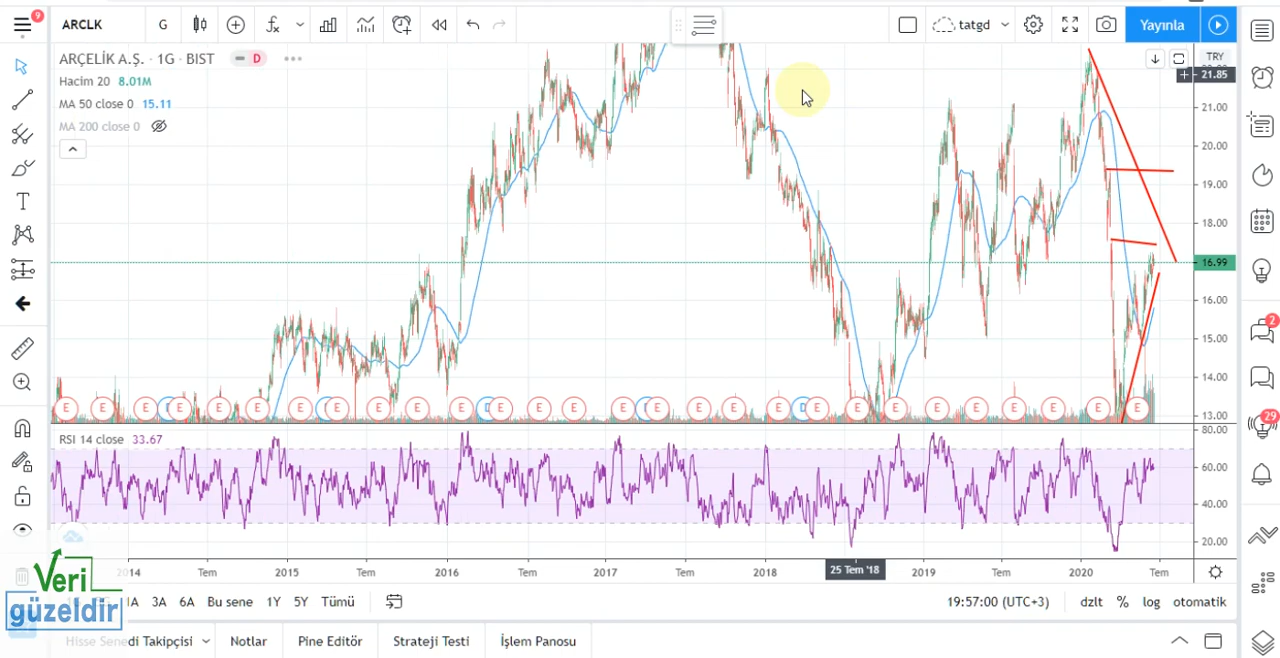 9
ARCLK
G
tatgd
Yayınla
ARÇELİK A.Ş. · 1G · BIST
D
TRY
Hacim 20 8.01M
MA 50 close 0 15.11
MA 200 close 0
21.85
21.00
20.00
19.00
18.00
16.99
16.00
15.00
14.00
13.00
E E E E E E E E E E E E E E E E E E E E E E E E E E E
RSI 14 close 33.67
80.00
60.00
40.00
20.00
2
29
2014 Tem 2015 Tem 2016 Tem 2017 Tem 2018 25 Tem '18 2019 Tem 2020 Tem
Veri
güzeldir
3A 6A Bu sene 1Y 5Y Tümü
19:57:00 (UTC+3) dzlt % log otomatik
Hisse Senedi Takipçisi Notlar Pine Editör Strateji Testi İşlem Panosu